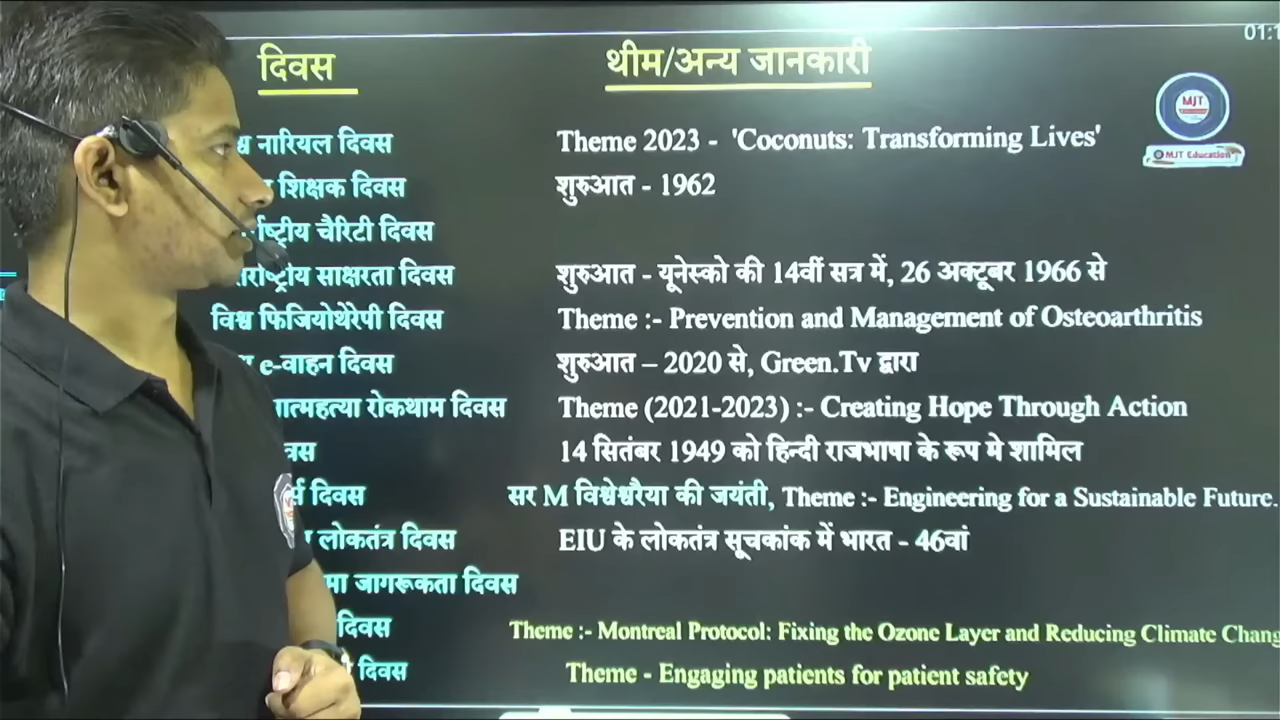 01:1
दिवस थीम/अन्य जानकारी
MJT
MJT Education
नारियल दिवस Theme 2023 - 'Coconuts: Transforming Lives'
शिक्षक दिवस शुरुआत - 1962
चैरिटी दिवस
साक्षरता दिवस शुरुआत - यूनेस्को की 14वीं सत्र में, 26 अक्टूबर 1966 से
विश्व फिजियोथेरेपी दिवस Theme :- Prevention and Management of Osteoarthritis
e-वाहन दिवस शुरुआत – 2020 से, Green.Tv द्वारा
रोकथाम दिवस Theme (2021-2023) :- Creating Hope Through Action
14 सितंबर 1949 को हिन्दी राजभाषा के रूप मे शामिल
दिवस सर M विश्वेश्वरैया की जयंती, Theme :- Engineering for a Sustainable Future.
लोकतंत्र दिवस EIU के लोकतंत्र सूचकांक में भारत - 46वां
जागरूकता दिवस
दिवस Theme :- Montreal Protocol: Fixing the Ozone Layer and Reducing Climate Chang
दिवस Theme - Engaging patients for patient safety